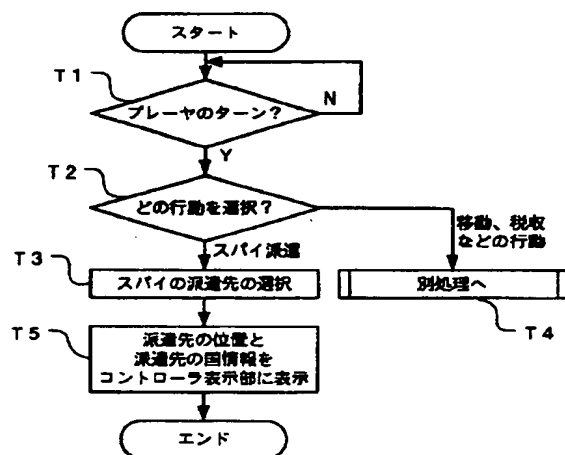 スタート
T1
プレーヤのターン？
N
Y
T2
どの行動を選択？
移動、税収
などの行動
スパイ派遣
T3
スパイの派遣先の選択
別処理へ
T4
T5
派遣先の位置と
派遣先の国情報を
コントローラ表示部に表示
エンド